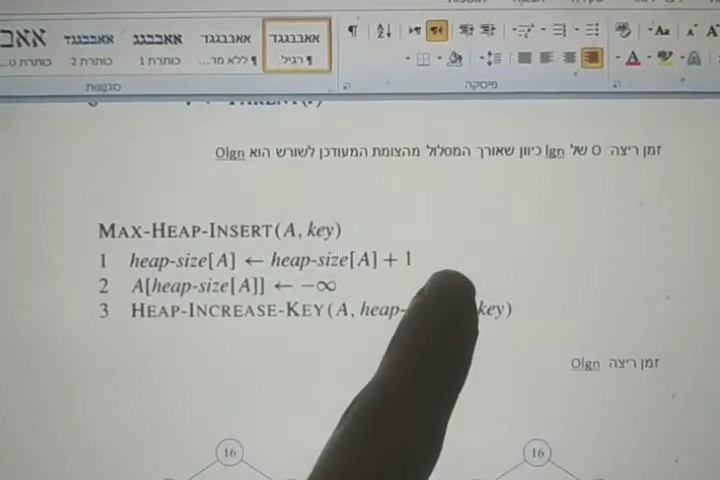 אאב אאבבגגד אאבבגג אאבבגגד אאבבגגד
כותרת ט... כותרת 2 כותרת 1 ¶ ללא מר... ¶ רגיל
סגנונות פיסקה
זמן ריצה: O של lgn כיוון שאורך המסלול מהצומת המעודכן לשורש הוא Olgn
MAX-HEAP-INSERT(A, key)
1 heap-size[A] ← heap-size[A] + 1
2 A[heap-size[A]] ← −∞
3 HEAP-INCREASE-KEY(A, heap- key)
זמן ריצה: Olgn
16 16